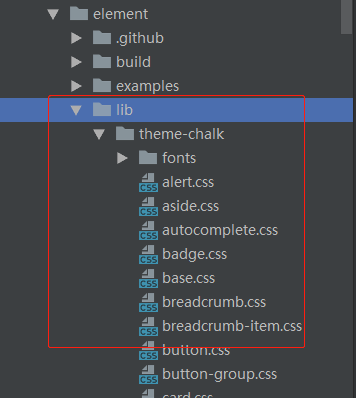 element
.github
build
examples
lib
theme-chalk
fonts
CSS alert.css
CSS aside.css
CSS autocomplete.css
CSS badge.css
CSS base.css
CSS breadcrumb.css
CSS breadcrumb-item.css
CSS button.css
CSS button-group.css
card.css